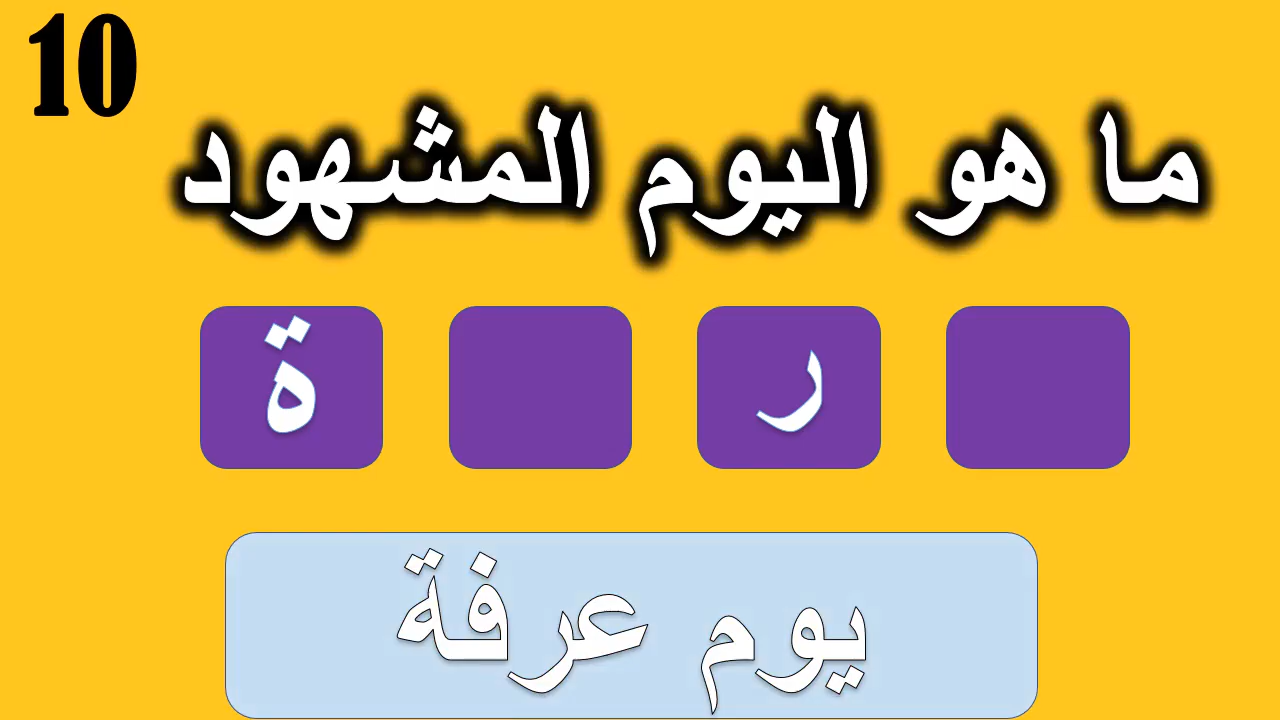 10
ما هو اليوم المشهود
ر ة
يوم عرفة